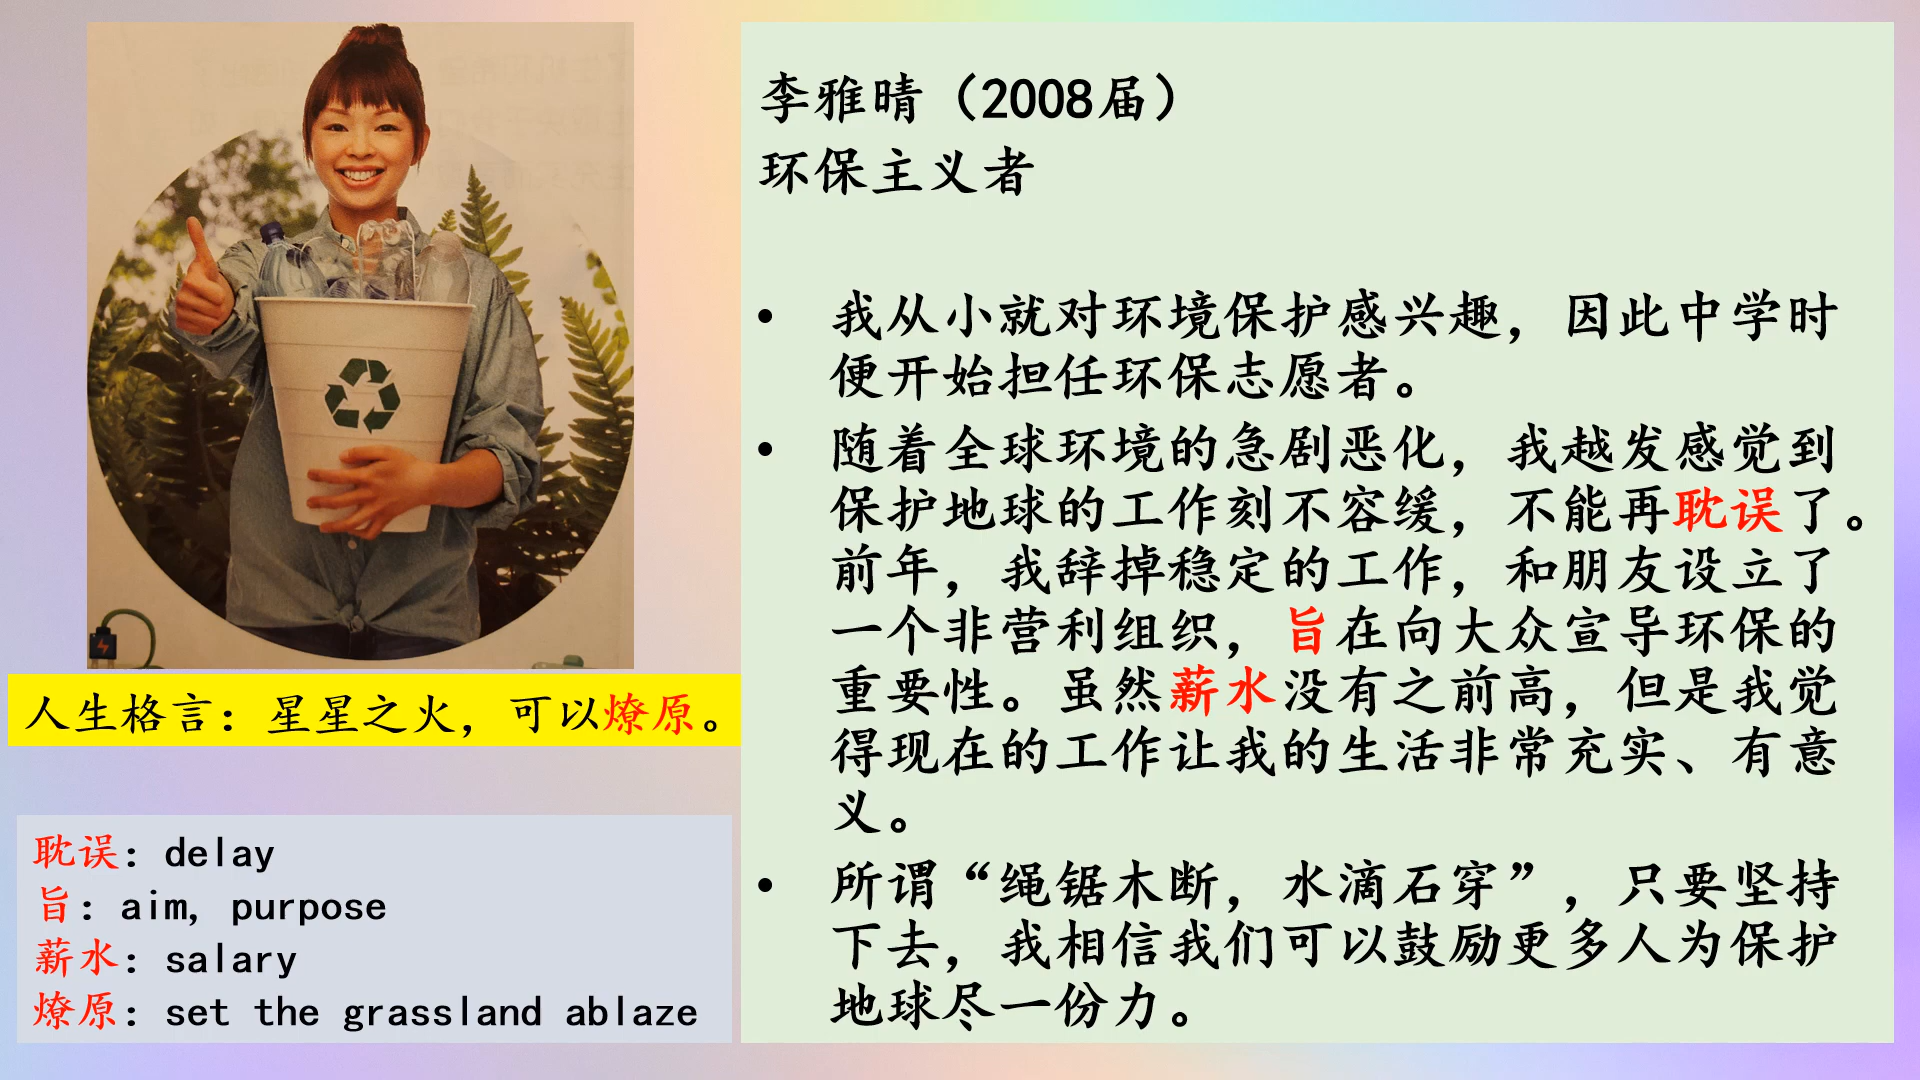 李雅晴（2008届）
环保主义者
• 我从小就对环境保护感兴趣，因此中学时
便开始担任环保志愿者。
• 随着全球环境的急剧恶化，我越发感觉到
保护地球的工作刻不容缓，不能再耽误了。
前年，我辞掉稳定的工作，和朋友设立了
一个非营利组织，旨在向大众宣导环保的
重要性。虽然薪水没有之前高，但是我觉
得现在的工作让我的生活非常充实、有意
义。
• 所谓“绳锯木断，水滴石穿”，只要坚持
下去，我相信我们可以鼓励更多人为保护
地球尽一份力。
人生格言：星星之火，可以燎原。
耽误：delay
旨：aim, purpose
薪水：salary
燎原：set the grassland ablaze